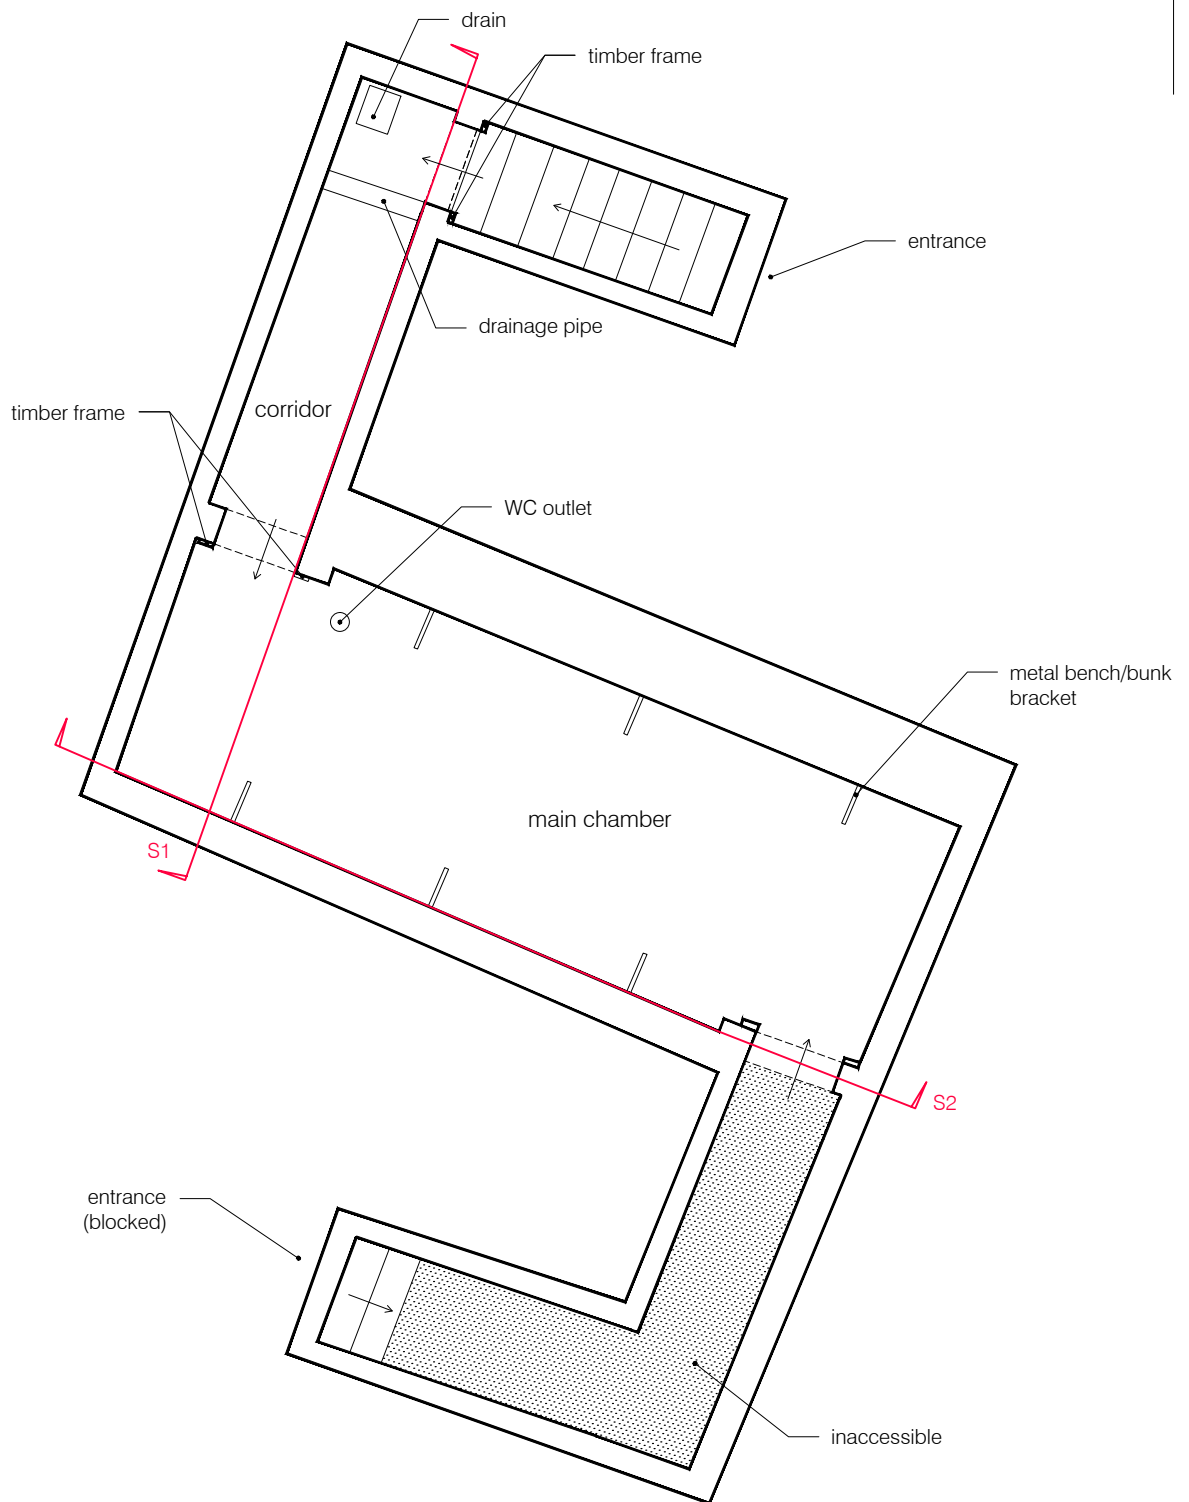 drain
timber frame
entrance
drainage pipe
timber frame
corridor
WC outlet
metal bench/bunk
bracket
main chamber
S1
S2
entrance
(blocked)
inaccessible